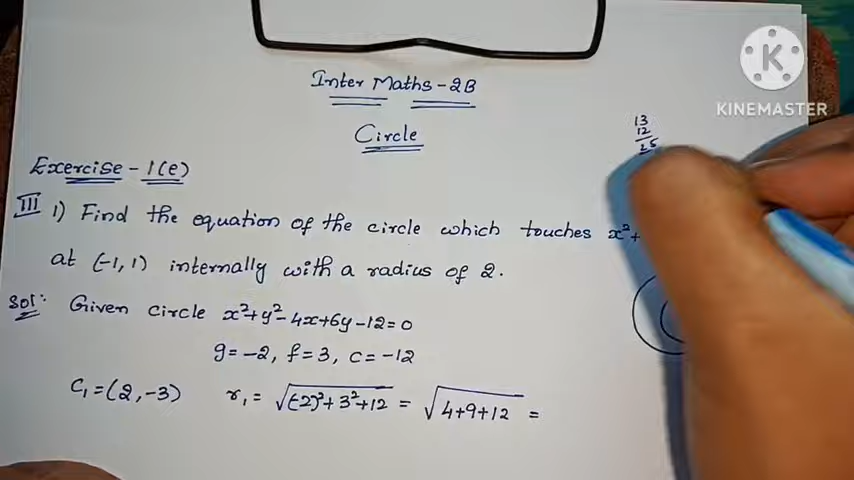 Inter Maths-2B
KINEMASTER
Circle
13
12
25
Exercise-1(e)
III 1) Find the equation of the circle which touches x²+
at (-1,1) internally with a radius of 2.
Sol: Given circle x²+y²-4x+6y-12=0
g=-2, f=3, c=-12
C₁=(2,-3) r₁= √(-2)²+3²+12 = √4+9+12 =